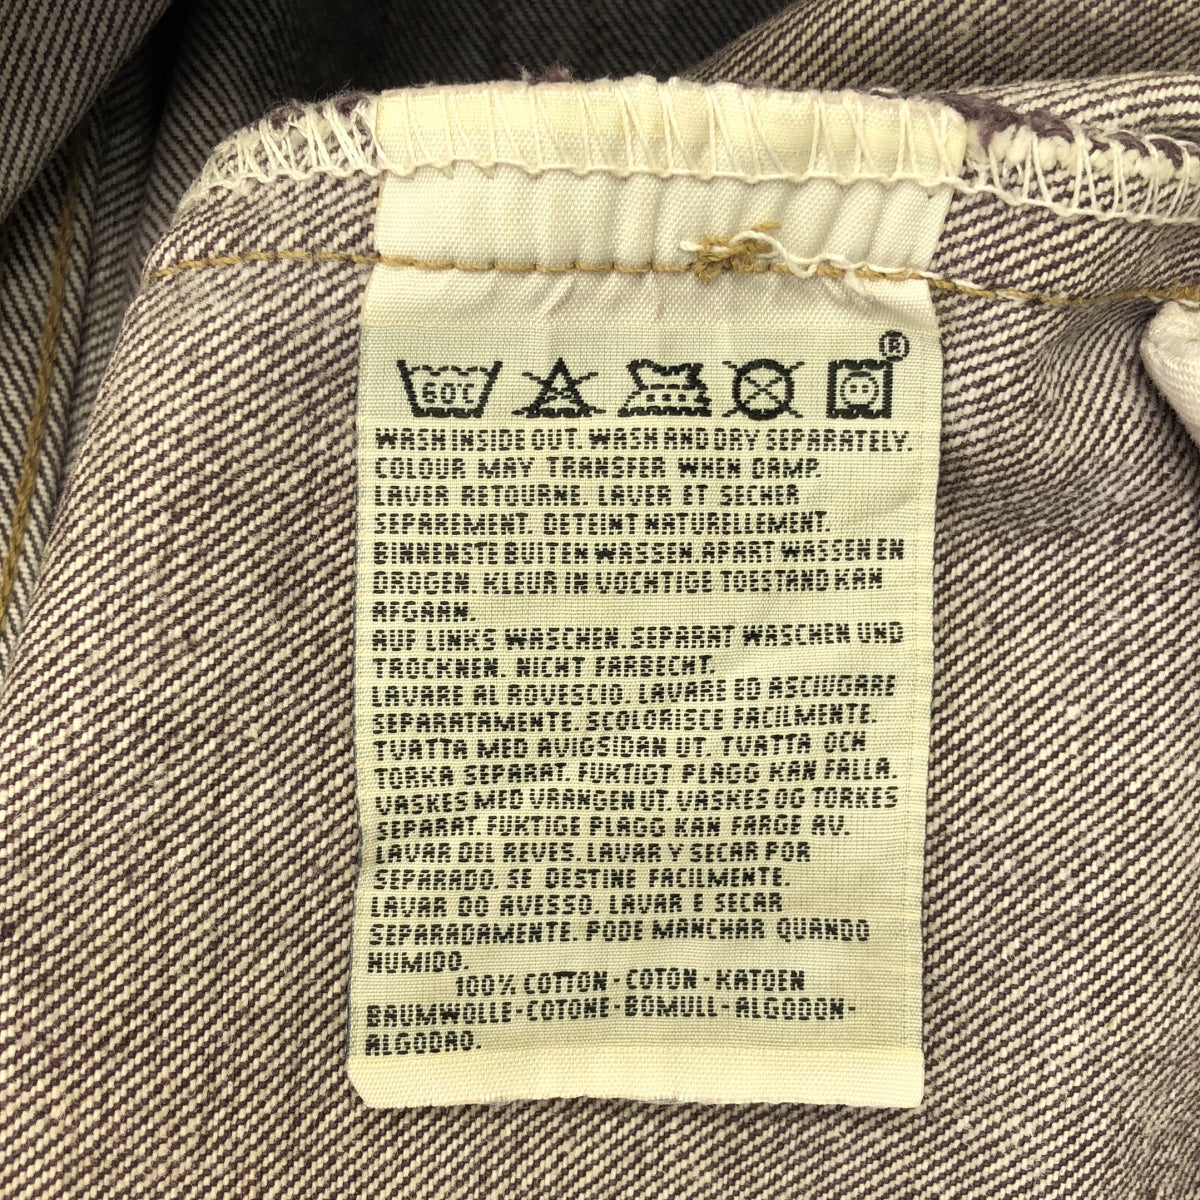 60°C
R
WASH INSIDE OUT. WASH AND DRY SEPARATELY.
COLOUR MAY TRANSFER WHEN DAMP.
LAVER RETOURNE. LAVER ET SECHER
SEPAREMENT. DETEINT NATURELLEMENT.
BINNENSTE BUITEN WASSEN. APART WASSEN EN
DROGEN. KLEUR IN VOCHTIGE TOESTAND KAN
AFGAAN.
AUF LINKS WASCHEN. SEPARAT WASCHEN UND
TROCKNEN. NICHT FARBECHT.
LAVARE AL ROVESCIO. LAVARE ED ASCIUGARE
SEPARATAMENTE. SCOLORISCE FACILMENTE.
TVATTA MED AVIGSIDAN UT. TVATTA OCH
TORKA SEPARAT. FUKTIGT PLAGG KAN FALLA.
VASKES MED VRANGEN UT. VASKES OG TORKES
SEPARAT. FUKTIGE PLAGG KAN FARGE AV.
LAVAR DEL REVES. LAVAR Y SECAR POR
SEPARADO. SE DESTINE FACILMENTE.
LAVAR DO AVESSO. LAVAR E SECAR
SEPARADAMENTE. PODE MANCHAR QUANDO
HUMIDO.
100% COTTON - COTON - KATOEN
BAUMWOLLE - COTONE - BOMULL - ALGODON -
ALGODAO.